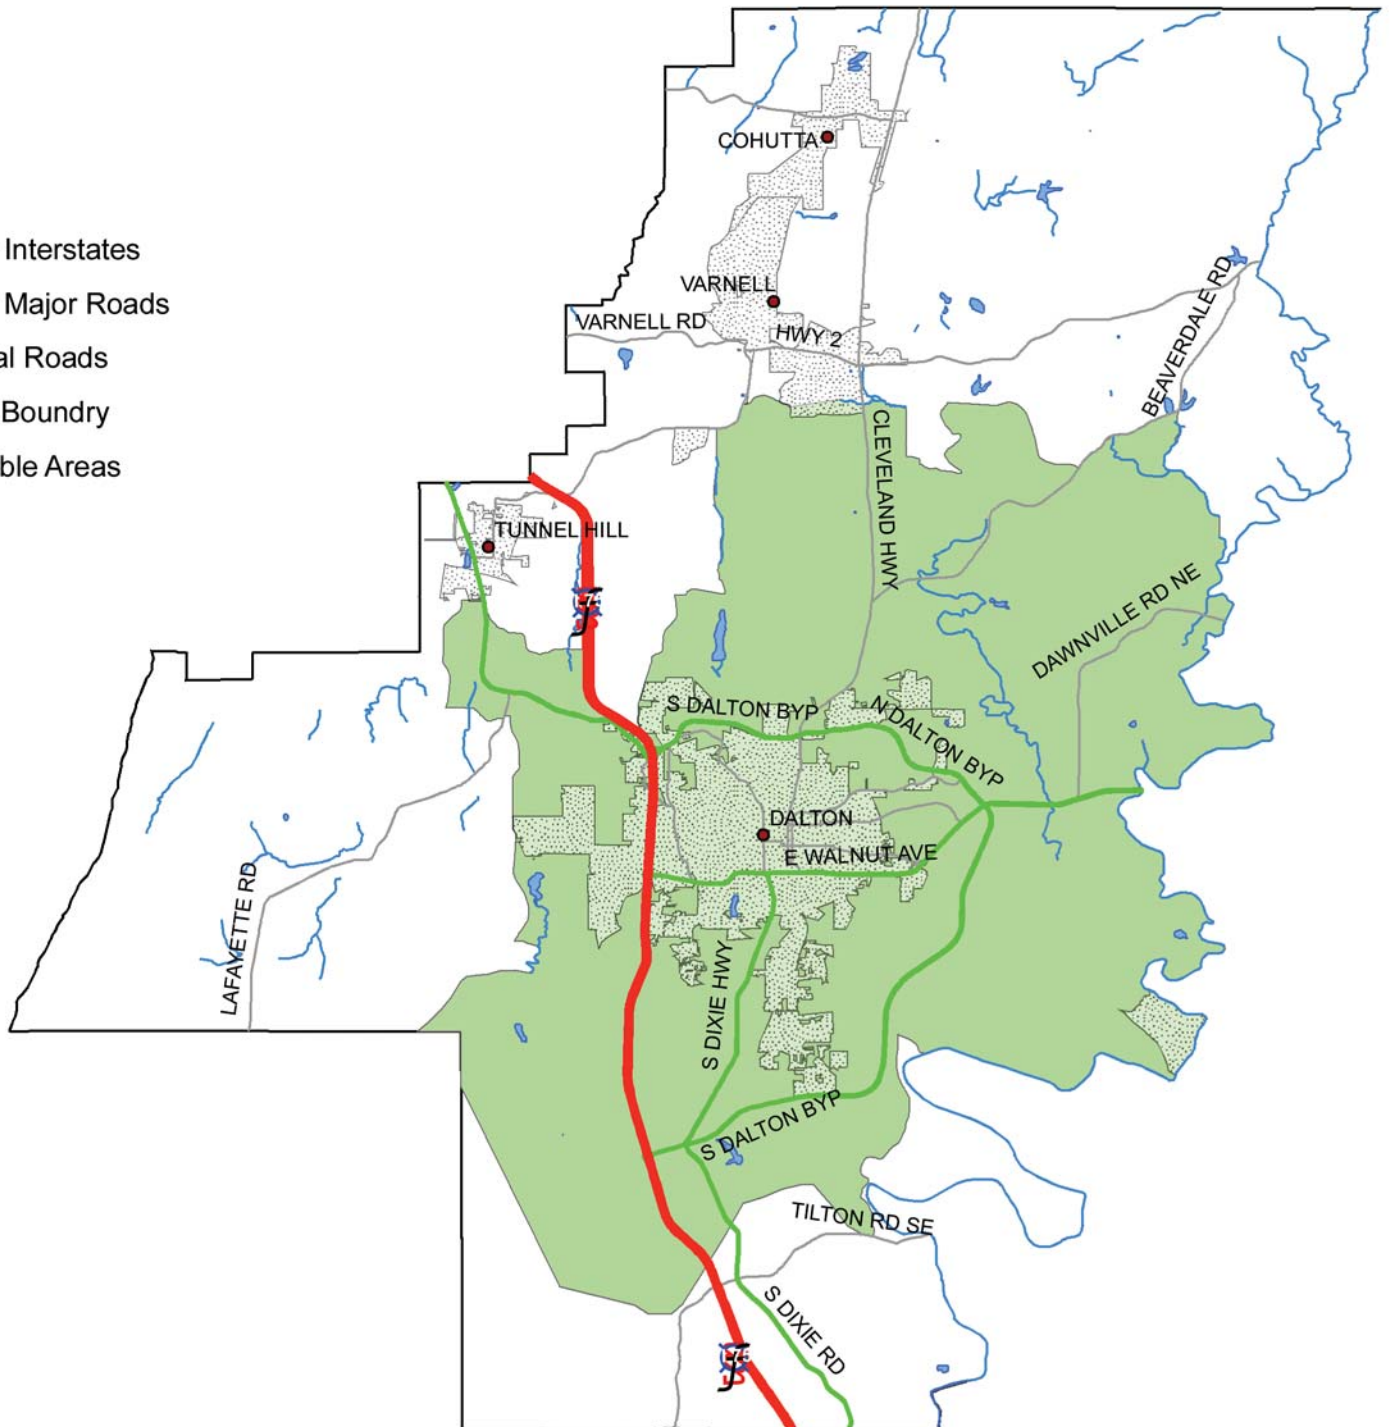 COHUTTA
Interstates
VARNELL
Major Roads
VARNELL RD
HWY 2
BEAVERDALE RD
al Roads
Boundry
CLEVELAND HWY
ble Areas
TUNNEL HILL
DAWNVILLE RD NE
S DALTON BYP
N DALTON BYP
DALTON
E WALNUT AVE
LAFAYETTE RD
S DIXIE HWY
S DALTON BYP
TILTON RD SE
S DIXIE RD